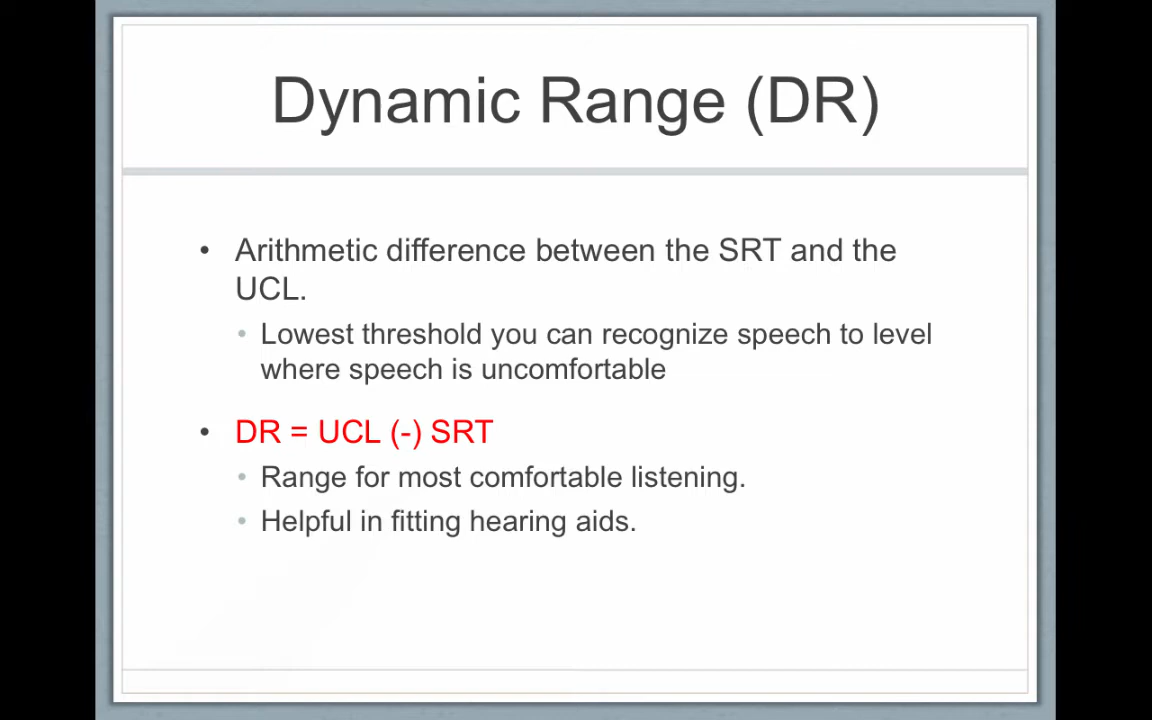 Dynamic Range (DR)
• Arithmetic difference between the SRT and the
UCL.
• Lowest threshold you can recognize speech to level
where speech is uncomfortable
• DR = UCL (-) SRT
• Range for most comfortable listening.
• Helpful in fitting hearing aids.